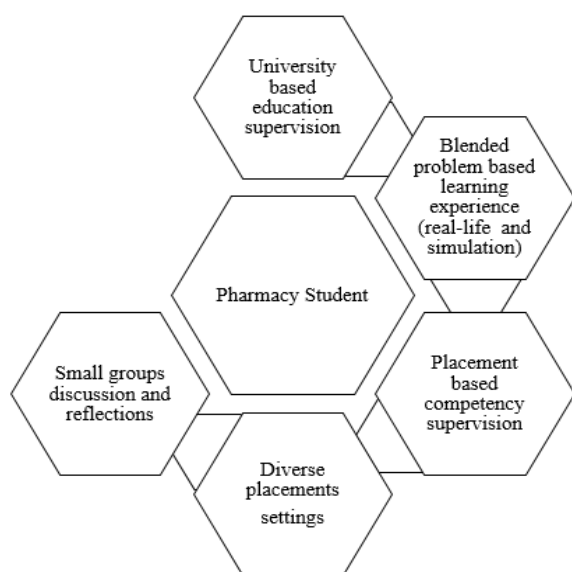 University
based
education
supervision
Blended
problem based
learning
experience
(real-life and
simulation)
Pharmacy Student
Placement
based
competency
supervision
Small groups
discussion and
reflections
Diverse
placements
settings